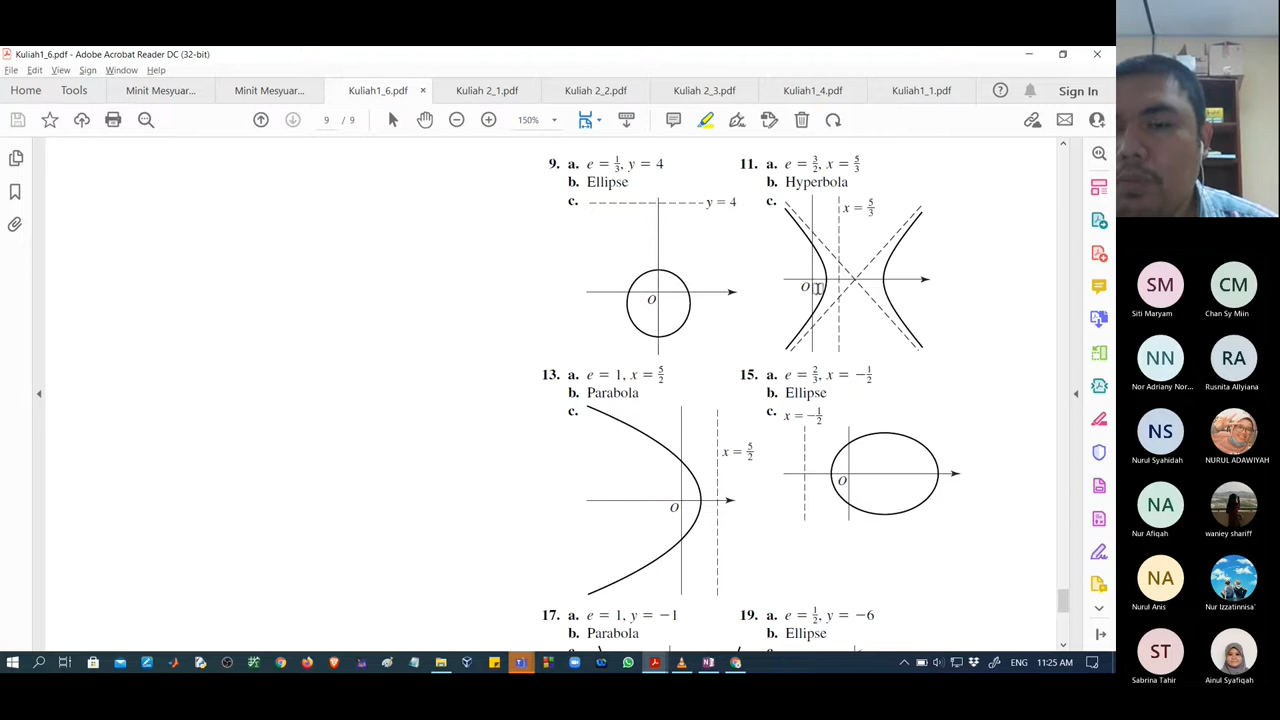 Kuliah1_6.pdf - Adobe Acrobat Reader DC (32-bit)
File Edit View Sign Window Help
Home Tools Minit Mesyuar... Minit Mesyuar... Kuliah1_6.pdf × Kuliah 2_1.pdf Kuliah 2_2.pdf Kuliah 2_3.pdf Kuliah1_4.pdf Kuliah1_1.pdf Sign In
9 / 9 150%
9. a. e = 1/3, y = 4
b. Ellipse
c. y = 4
O
11. a. e = 3/2, x = 5/3
b. Hyperbola
c. x = 5/3
O
13. a. e = 1, x = 5/2
b. Parabola
c.
x = 5/2
O
15. a. e = 2/3, x = −1/2
b. Ellipse
c. x = −1/2
O
17. a. e = 1, y = −1
b. Parabola
19. a. e = 1/2, y = −6
b. Ellipse
SM CM
Siti Maryam Chan Sy Miin
NN RA
Nor Adriany Nor... Rusnita Allyiana
NS
Nurul Syahidah NURUL ADAWIYAH
NA
Nur Afiqah waniey shariff
NA
Nurul Anis Nur Izzatinnisa'
ST
Sabrina Tahir Ainul Syafiqah
ENG 11:25 AM